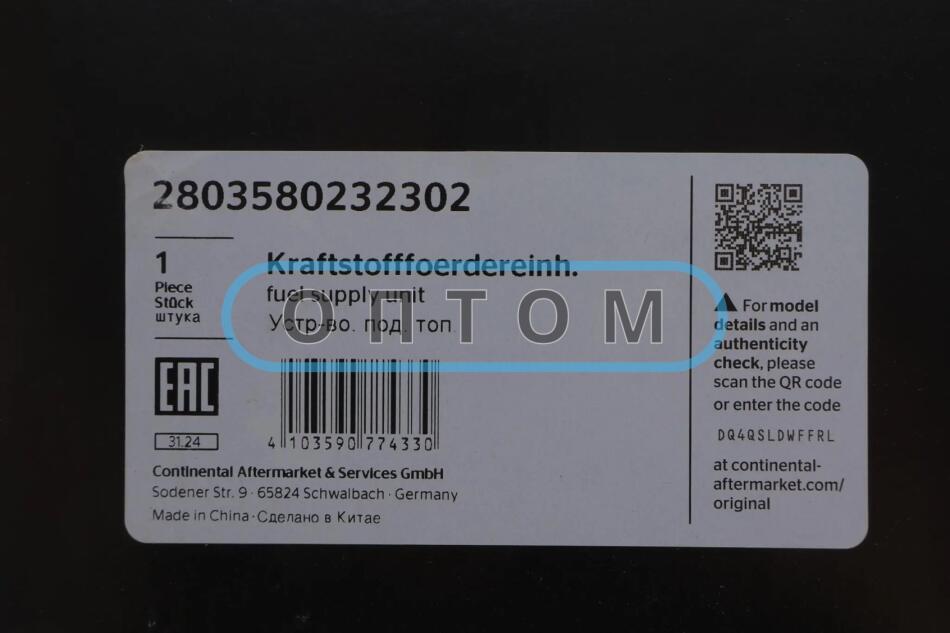 2803580232302
1
Piece
Stück
штука
Kraftstofffoerdereinh.
fuel supply unit
Устр-во. под. топ.
ОПТОМ
EAC
31.24
4 103590 774330
Continental Aftermarket & Services GmbH
Sodener Str. 9 · 65824 Schwalbach · Germany
Made in China · Сделано в Китае
For model
details and an
authenticity
check, please
scan the QR code
or enter the code
DQ4QSLDWFFRL
at continental-
aftermarket.com/
original